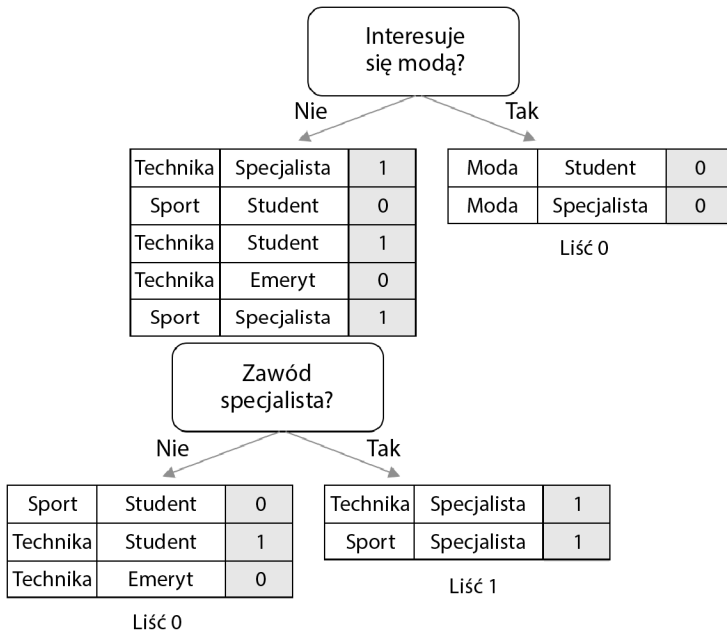 Interesuje
się modą?
Nie Tak
Technika Specjalista 1
Sport Student 0
Technika Student 1
Technika Emeryt 0
Sport Specjalista 1
Moda Student 0
Moda Specjalista 0
Liść 0
Zawód
specjalista?
Nie Tak
Sport Student 0
Technika Student 1
Technika Emeryt 0
Liść 0
Technika Specjalista 1
Sport Specjalista 1
Liść 1